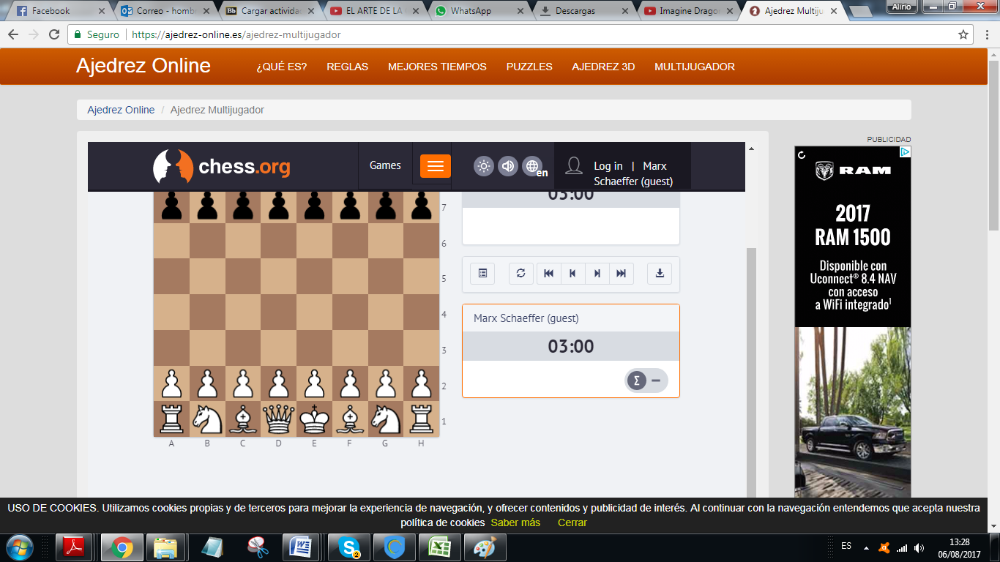 Facebook
Correo - homb
Bb Cargar activida
EL ARTE DE LA
WhatsApp
Descargas
Imagine Drago
Ajedrez Multiju
Alirio
Seguro
https://ajedrez-online.es/ajedrez-multijugador
Ajedrez Online
¿QUÉ ES?
REGLAS
MEJORES TIEMPOS
PUZZLES
AJEDREZ 3D
MULTIJUGADOR
Ajedrez Online / Ajedrez Multijugador
chess.org
Games
en
Log in | Marx
Schaeffer (guest)
03:00
7
6
5
4
3
2
1
A B C D E F G H
Marx Schaeffer (guest)
03:00
Σ
PUBLICIDAD
RAM
2017
RAM 1500
Disponible con
Uconnect® 8.4 NAV
con acceso
a WiFi integrado1
USO DE COOKIES. Utilizamos cookies propias y de terceros para mejorar la experiencia de navegación, y ofrecer contenidos y publicidad de interés. Al continuar con la navegación entendemos que acepta nuestra
política de cookies Saber más Cerrar
2
ES
13:28
06/08/2017